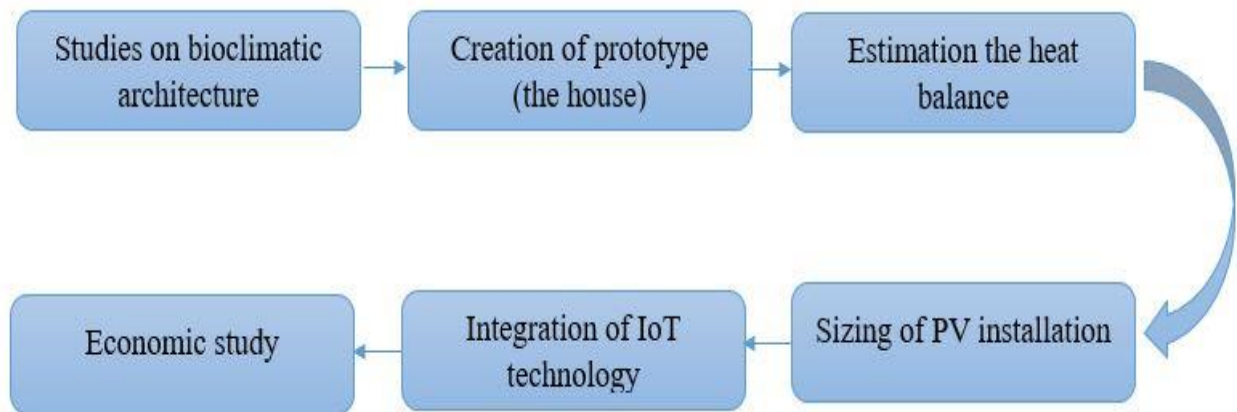 Studies on bioclimatic
architecture
Creation of prototype
(the house)
Estimation the heat
balance
Sizing of PV installation
Integration of IoT
technology
Economic study